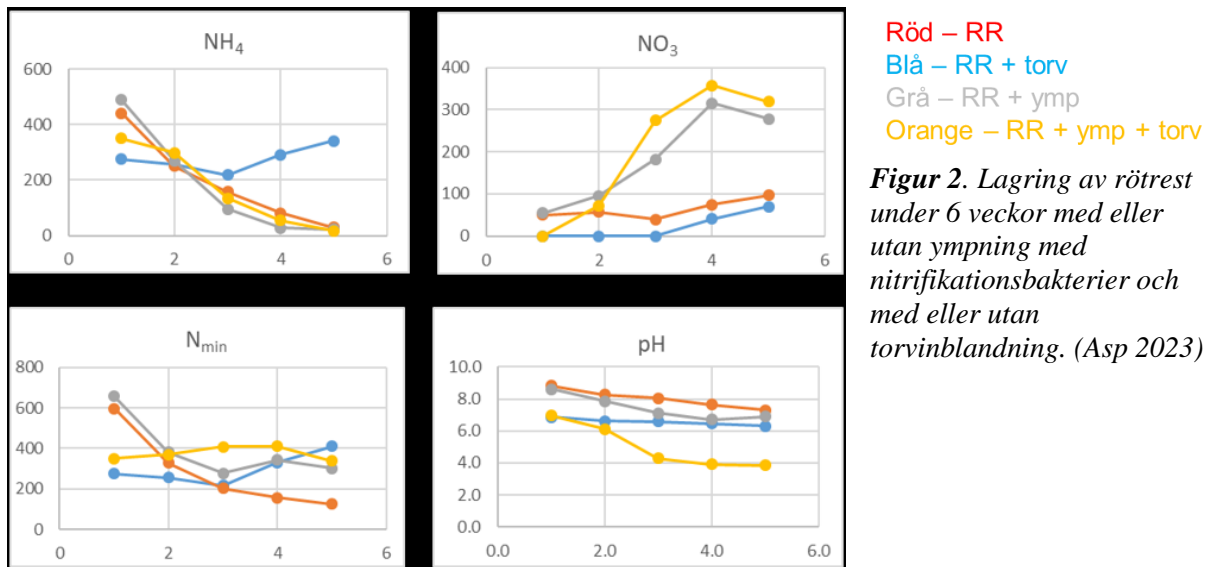 NH4
600
400
200
0
0 2 4 6
NO3
400
300
200
100
0
0 2 4 6
Nmin
800
600
400
200
0
0 2 4 6
pH
10.0
8.0
6.0
4.0
2.0
0.0
0.0 2.0 4.0 6.0
Röd – RR
Blå – RR + torv
Grå – RR + ymp
Orange – RR + ymp + torv
Figur 2. Lagring av rötrest
under 6 veckor med eller
utan ympning med
nitrifikationsbakterier och
med eller utan
torvinblandning. (Asp 2023)